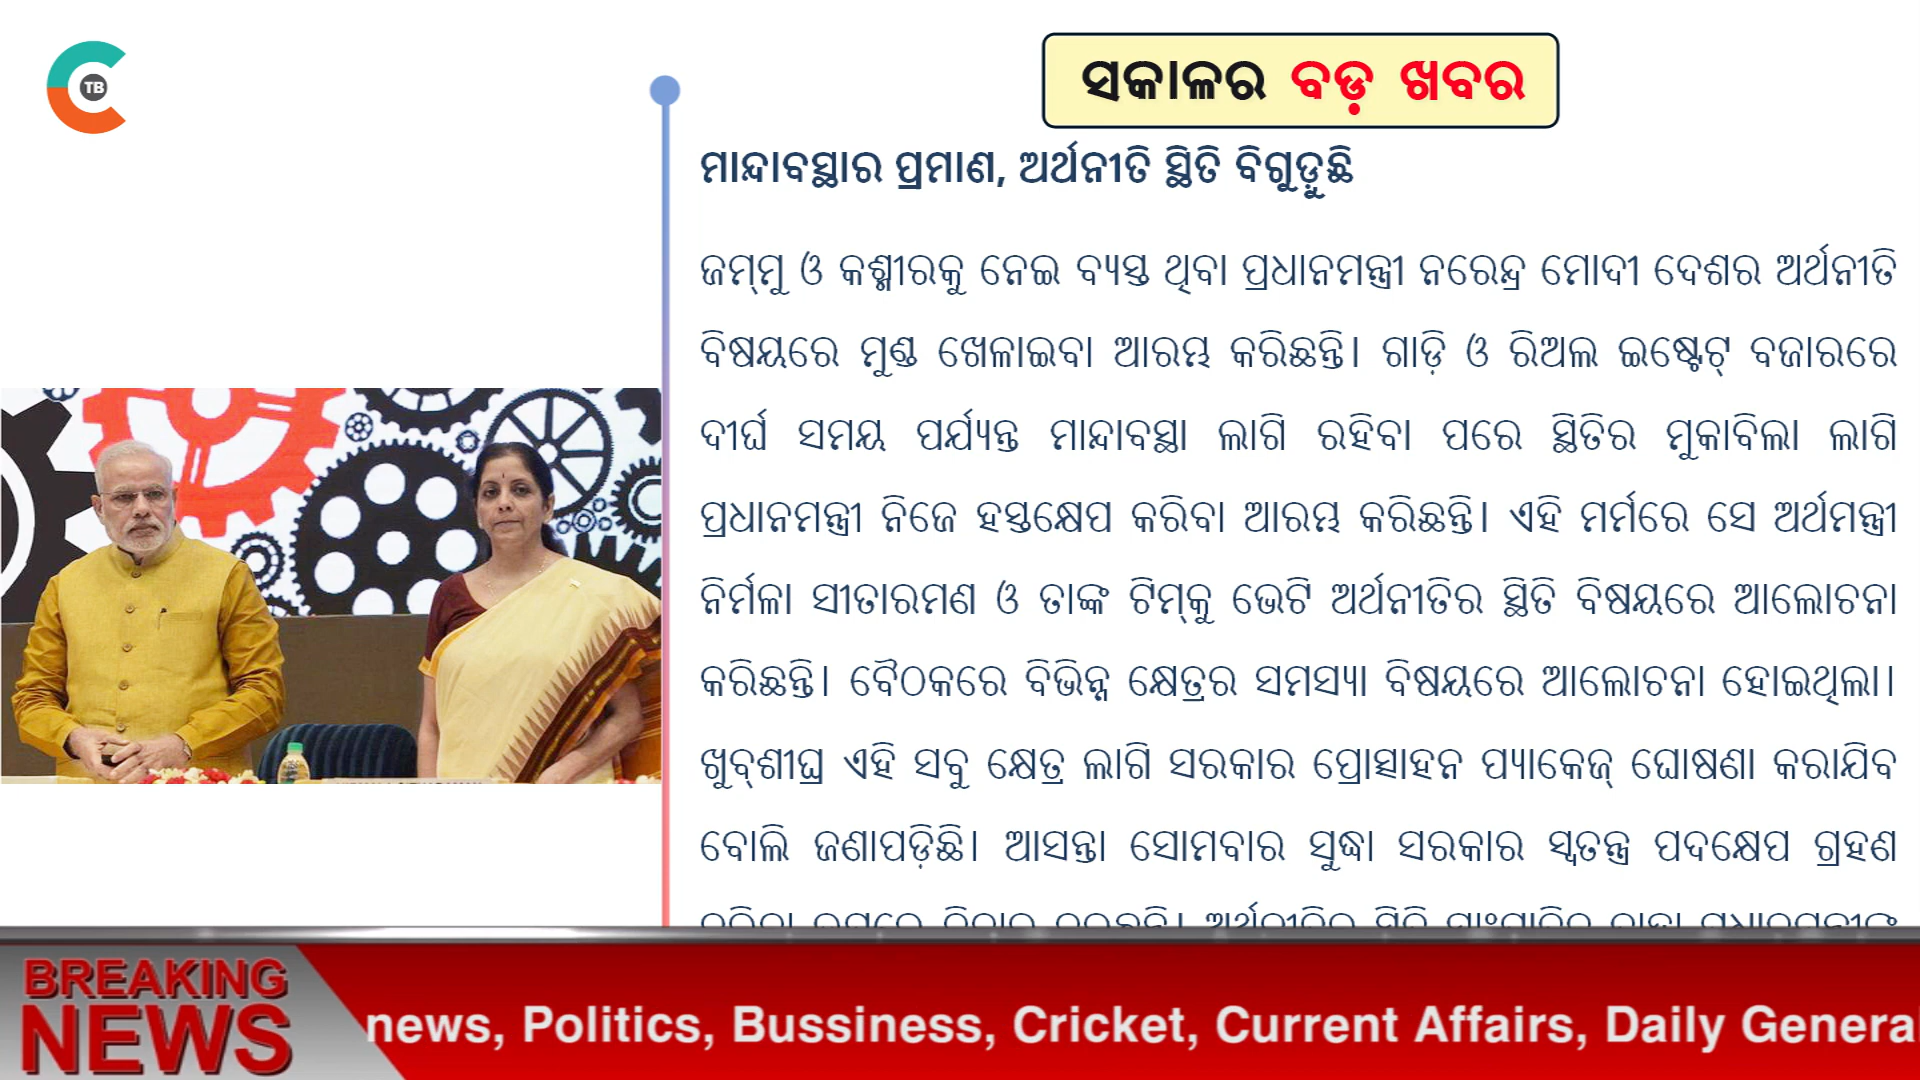 TB
ସକାଳର ବଡ଼ ଖବର
ମାନ୍ଦାବସ୍ଥାର ପ୍ରମାଣ, ଅର୍ଥନୀତି ସ୍ଥିତି ବିଗୁଡ଼ୁଛି
ଜମ୍ମୁ ଓ କଶ୍ମୀରକୁ ନେଇ ବ୍ୟସ୍ତ ଥିବା ପ୍ରଧାନମନ୍ତ୍ରୀ ନରେନ୍ଦ୍ର ମୋଦୀ ଦେଶର ଅର୍ଥନୀତି
ବିଷୟରେ ମୁଣ୍ଡ ଖେଳାଇବା ଆରମ୍ଭ କରିଛନ୍ତି। ଗାଡ଼ି ଓ ରିଅଲ ଇଷ୍ଟେଟ୍ ବଜାରରେ
ଦୀର୍ଘ ସମୟ ପର୍ଯ୍ୟନ୍ତ ମାନ୍ଦାବସ୍ଥା ଲାଗି ରହିବା ପରେ ସ୍ଥିତିର ମୁକାବିଲା ଲାଗି
ପ୍ରଧାନମନ୍ତ୍ରୀ ନିଜେ ହସ୍ତକ୍ଷେପ କରିବା ଆରମ୍ଭ କରିଛନ୍ତି। ଏହି ମର୍ମରେ ସେ ଅର୍ଥମନ୍ତ୍ରୀ
ନିର୍ମଳା ସୀତାରମଣ ଓ ତାଙ୍କ ଟିମ୍‌କୁ ଭେଟି ଅର୍ଥନୀତିର ସ୍ଥିତି ବିଷୟରେ ଆଲୋଚନା
କରିଛନ୍ତି। ବୈଠକରେ ବିଭିନ୍ନ କ୍ଷେତ୍ରର ସମସ୍ୟା ବିଷୟରେ ଆଲୋଚନା ହୋଇଥିଲା।
ଖୁବ୍‌ଶୀଘ୍ର ଏହି ସବୁ କ୍ଷେତ୍ର ଲାଗି ସରକାର ପ୍ରୋତ୍ସାହନ ପ୍ୟାକେଜ୍ ଘୋଷଣା କରାଯିବ
ବୋଲି ଜଣାପଡ଼ିଛି। ଆସନ୍ତା ସୋମବାର ସୁଦ୍ଧା ସରକାର ସ୍ୱତନ୍ତ୍ର ପଦକ୍ଷେପ ଗ୍ରହଣ
BREAKING
NEWS
news, Politics, Bussiness, Cricket, Current Affairs, Daily Genera